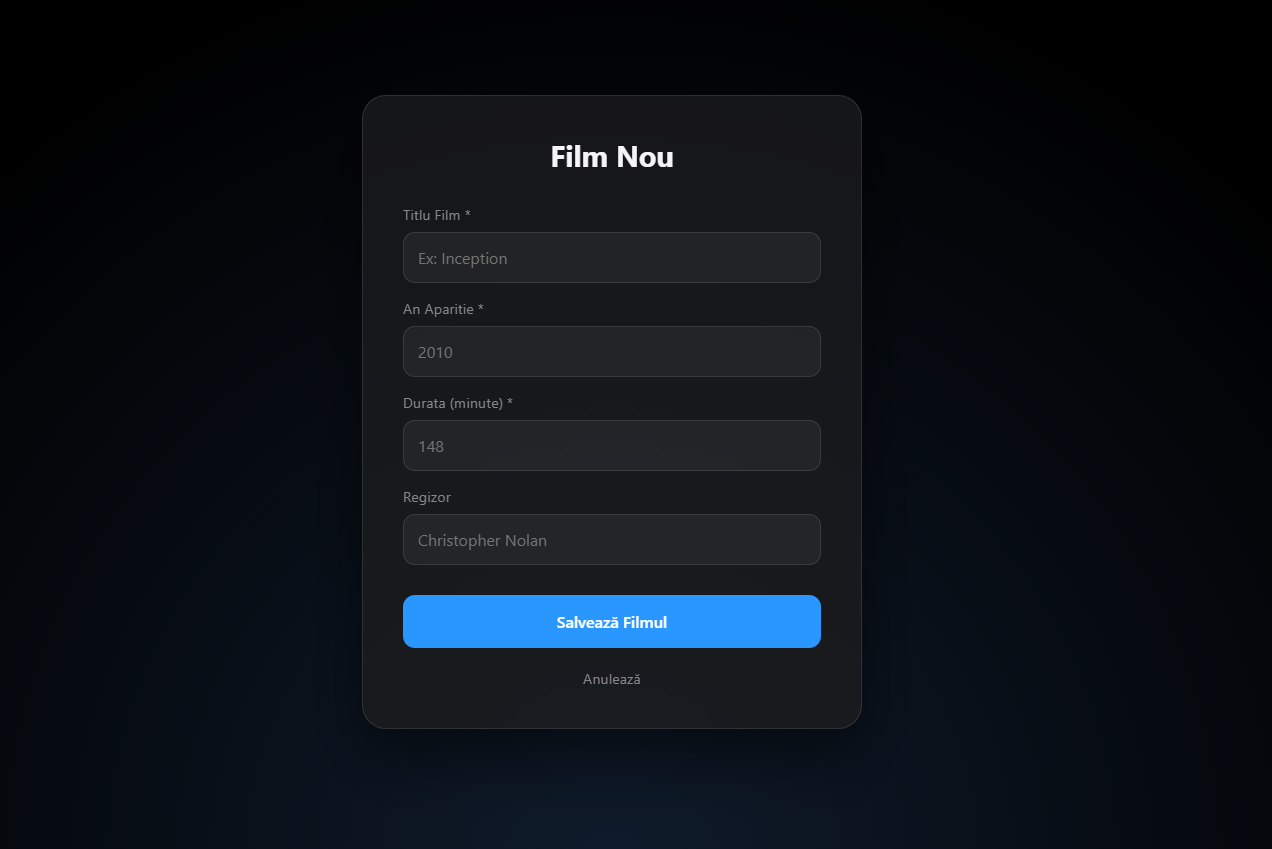 Film Nou
Titlu Film *
Ex: Inception
An Aparitie *
2010
Durata (minute) *
148
Regizor
Christopher Nolan
Salvează Filmul
Anulează